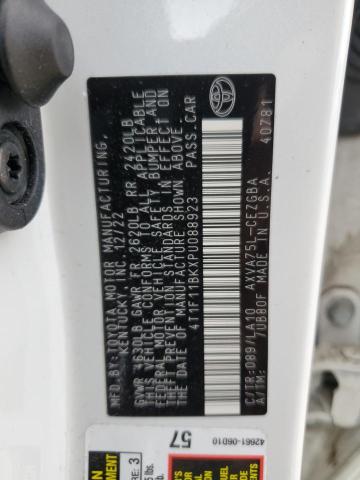 MFD.BY:TOYOTA MOTOR MANUFACTURING,
KENTUCKY, INC. 12/22
GVWR 4630LB GAWR FR 2620LB RR 2420LB
THIS VEHICLE CONFORMS TO ALL APPLICABLE
FEDERAL MOTOR VEHICLE SAFETY, BUMPER, AND
THEFT PREVENTION STANDARDS IN EFFECT ON THE
DATE OF MANUFACTURE SHOWN ABOVE.
4T1F11BKXPU088923 PASS.CAR
C/TR:089/LA10 AXVA75L-CEZGBA
A/TM: /UB80F MADE IN U.S.A. 40781
42661-06D10
57